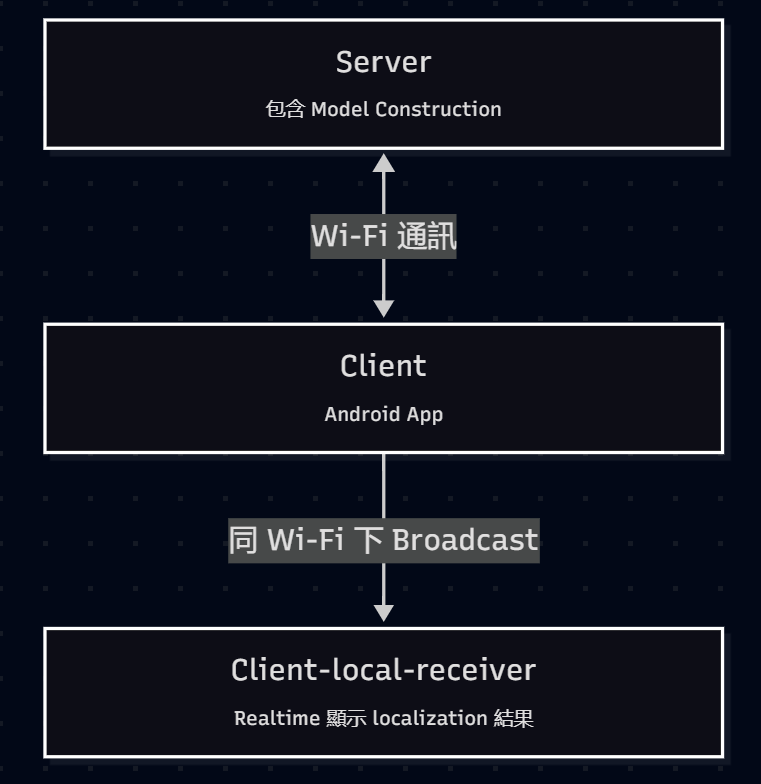 Server
包含 Model Construction
Wi-Fi 通訊
Client
Android App
同 Wi-Fi 下 Broadcast
Client-local-receiver
Realtime 顯示 localization 結果